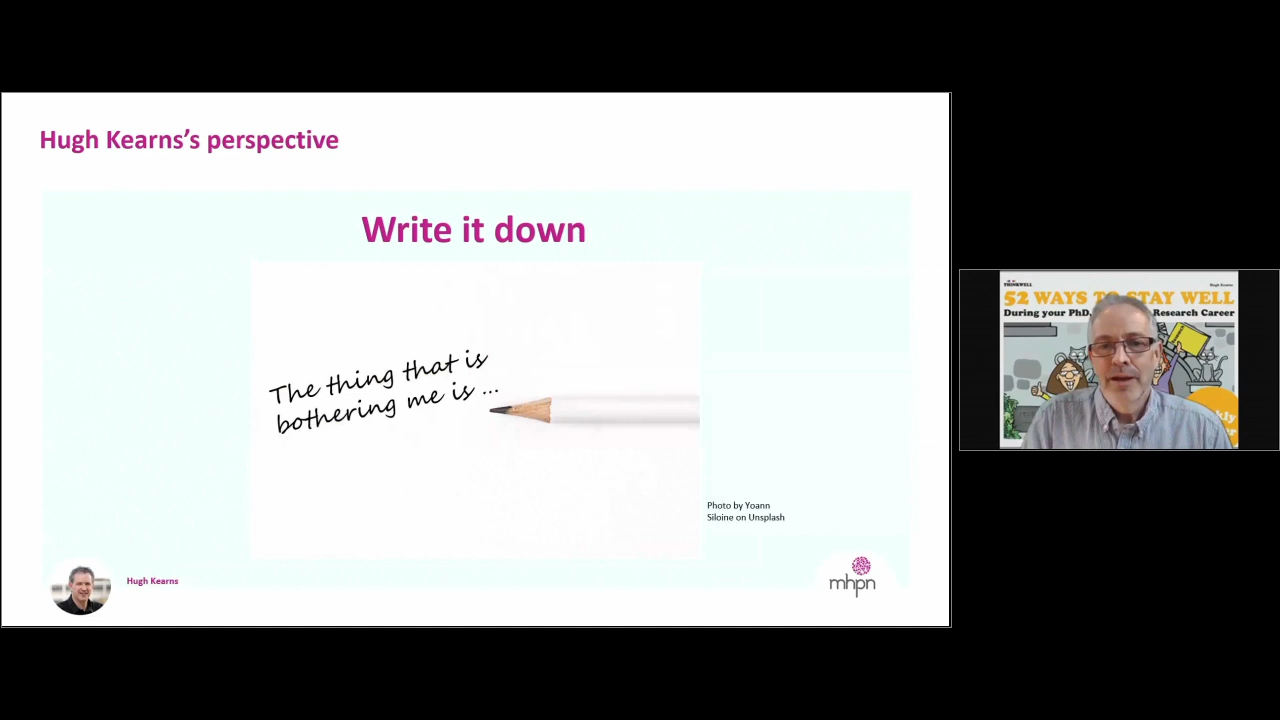 Hugh Kearns's perspective
Write it down
The thing that is
bothering me is ...
Photo by Yoann
Siloine on Unsplash
Hugh Kearns
mhpn
THINKWELL
Hugh Kearns
52 WAYS TO STAY WELL
During your PhD, Research Career